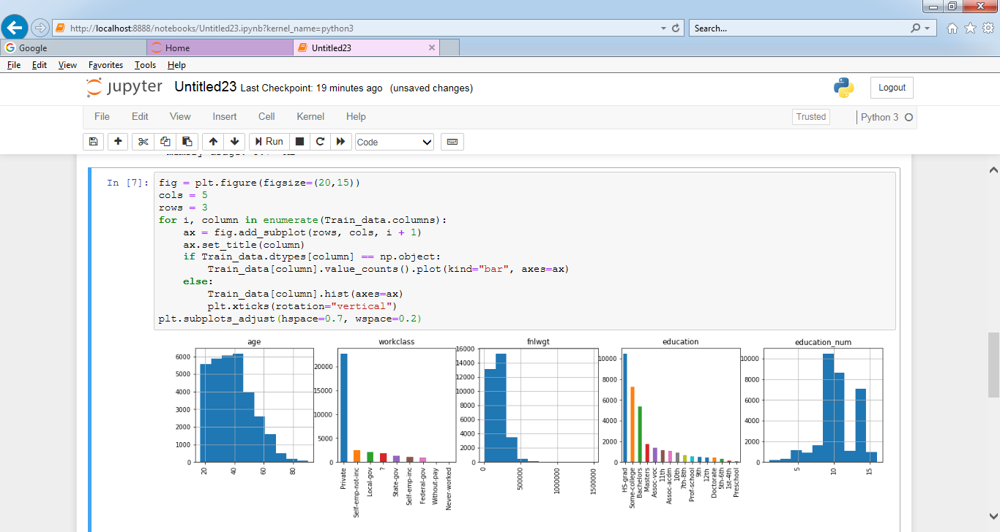 http://localhost:8888/notebooks/Untitled23.ipynb?kernel_name=python3
Search...
Google
Home
Untitled23
File Edit View Favorites Tools Help
jupyter Untitled23 Last Checkpoint: 19 minutes ago (unsaved changes)
Logout
File Edit View Insert Cell Kernel Help
Trusted
Python 3
Run
Code
In [7]:
fig = plt.figure(figsize=(20,15))
cols = 5
rows = 3
for i, column in enumerate(Train_data.columns):
    ax = fig.add_subplot(rows, cols, i + 1)
    ax.set_title(column)
    if Train_data.dtypes[column] == np.object:
        Train_data[column].value_counts().plot(kind="bar", axes=ax)
    else:
        Train_data[column].hist(axes=ax)
        plt.xticks(rotation="vertical")
plt.subplots_adjust(hspace=0.7, wspace=0.2)
age
6000
5000
4000
3000
2000
1000
0
20
40
60
80
workclass
20000
15000
10000
5000
0
Private
Self-emp-not-inc
Local-gov
?
State-gov
Self-emp-inc
Federal-gov
Without-pay
Never-worked
fnlwgt
16000
14000
12000
10000
8000
6000
4000
2000
0
0
500000
1000000
1500000
education
10000
8000
6000
4000
2000
0
HS-grad
Some-college
Bachelors
Masters
Assoc-voc
11th
Assoc-acdm
10th
7th-8th
Prof-school
9th
12th
Doctorate
5th-6th
1st-4th
Preschool
education_num
10000
8000
6000
4000
2000
0
5
10
15